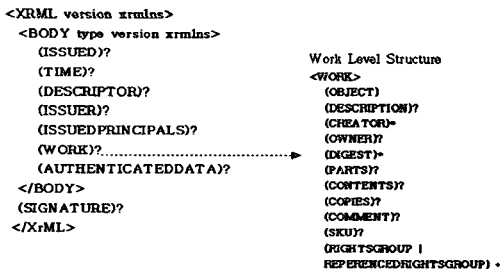 <XRML version xrmlns>
<BODY type version xrmlns>
(ISSUED)?
(TIME)?
(DESCRIPTOR)?
(ISSUER)?
(ISSUEDPRINCIPALS)?
(WORK)?
(AUTHENTICATEDDATA)?
</BODY>
(SIGNATURE)?
</XrML>
Work Level Structure
<WORK>
(OBJECT)
(DESCRIPTION)?
(CREATOR)*
(OWNER)?
(DIGEST)*
(PARTS)?
(CONTENTS)?
(COPIES)?
(COMMENT)?
(SKU)?
(RIGHTSGROUP |
REFERENCEDRIGHTSGROUP) +